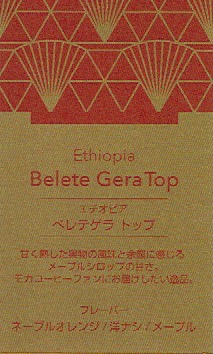 Ethiopia
Belete Gera Top
エチオピア
ベレテゲラ トップ
甘く熟した果物の風味と余韻に感じる
メープルシロップの甘さ。
モカコーヒーファンにお届けしたい逸品。
フレーバー
ネーブルオレンジ / 洋ナシ / メープル